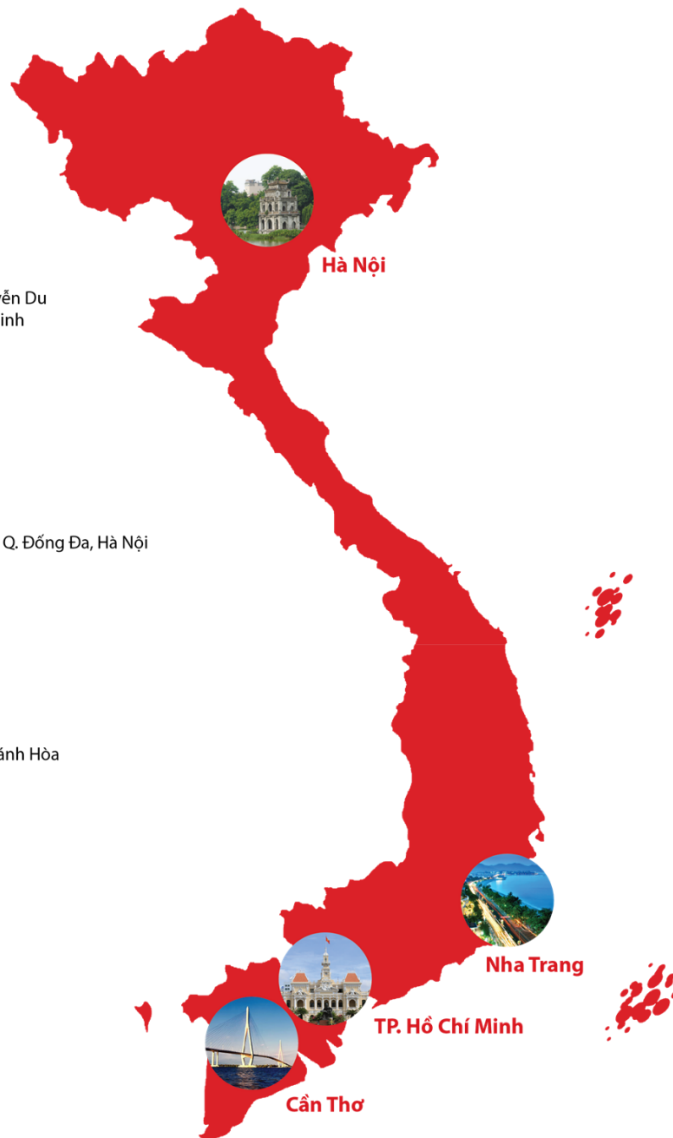 Hà Nội
ễn Du
inh
Q. Đống Đa, Hà Nội
ánh Hòa
Nha Trang
TP. Hồ Chí Minh
Cần Thơ